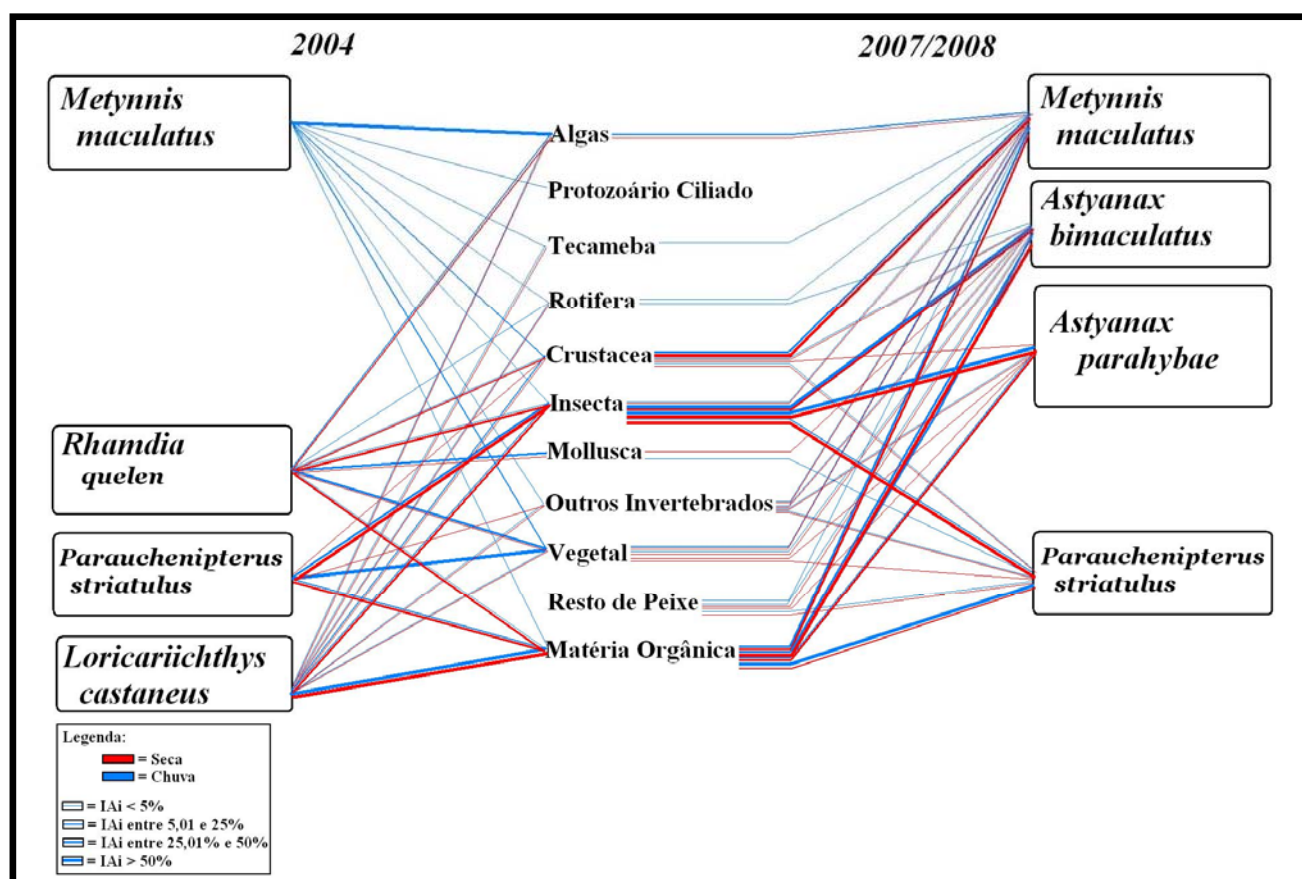 2004
2007/2008
Metynnis
maculatus
Rhamdia
quelen
Parauchenipterus
striatulus
Loricariichthys
castaneus
Algas
Protozoário Ciliado
Tecameba
Rotifera
Crustacea
Insecta
Mollusca
Outros Invertebrados
Vegetal
Resto de Peixe
Matéria Orgânica
Metynnis
maculatus
Astyanax
bimaculatus
Astyanax
parahybae
Parauchenipterus
striatulus
Legenda:
= Seca
= Chuva
= IAi < 5%
= IAi entre 5,01 e 25%
= IAi entre 25,01% e 50%
= IAi > 50%